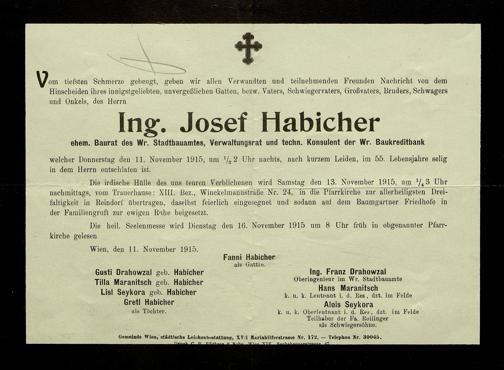 Vom tiefsten Schmerze gebeugt, geben wir allen Verwandten und teilnehmenden Freunden Nachricht von dem
Hinscheiden ihres innigstgeliebten, unvergeßlichen Gatten, bezw. Vaters, Schwiegervaters, Großvaters, Bruders, Schwagers
und Onkels, des Herrn
Ing. Josef Habicher
ehem. Baurat des Wr. Stadtbauamtes, Verwaltungsrat und techn. Konsulent der Wr. Baukreditbank
welcher Donnerstag den 11. November 1915, um 1/2 2 Uhr nachts, nach kurzem Leiden, im 55. Lebensjahre selig
in dem Herrn entschlafen ist.
Die irdische Hülle des uns teuren Verblichenen wird Samstag den 13. November 1915, um 1/4 3 Uhr
nachmittags, vom Trauerhause: XIII. Bez., Winckelmannstraße Nr. 24, in die Pfarrkirche zur allerheiligsten Drei-
faltigkeit in Reindorf übertragen, daselbst feierlich eingesegnet und sodann auf dem Baumgartner Friedhofe in
der Familiengruft zur ewigen Ruhe beigesetzt.
Die heil. Seelenmesse wird Dienstag den 16. November 1915 um 8 Uhr früh in obgenannter Pfarr-
kirche gelesen
Wien, den 11. November 1915.
Fanni Habicher
als Gattin.
Gusti Drahowzal geb. Habicher
Tilla Maranitsch geb. Habicher
Lisl Seykora geb. Habicher
Gretl Habicher
als Töchter.
Ing. Franz Drahowzal
Oberingenieur im Wr. Stadtbauamte
Hans Maranitsch
k. u. k. Leutnant i. d. Res., dzt. im Felde
Alois Seykora
k. u. k. Oberleutnant i. d. Res., dzt. im Felde
Teilhaber der Fa.
als Schwiegersöhne.
Gemeinde Wien, städtische Leichenbestattung, XV/1 Mariahilferstrasse Nr. 172. — Telephon Nr. 39045.